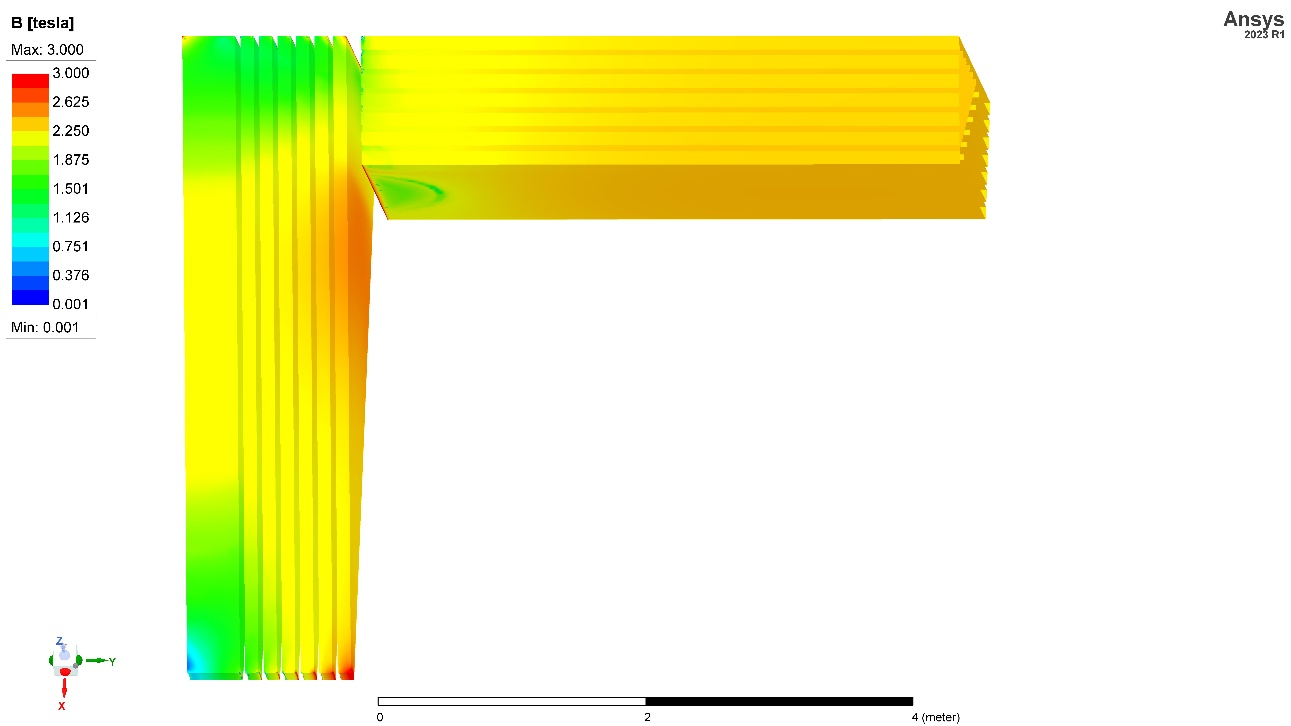 B [tesla]
Max: 3.000
3.000
2.625
2.250
1.875
1.501
1.126
0.751
0.376
0.001
Min: 0.001
Ansys
2023 R1
Z
Y
X
0 2 4 (meter)